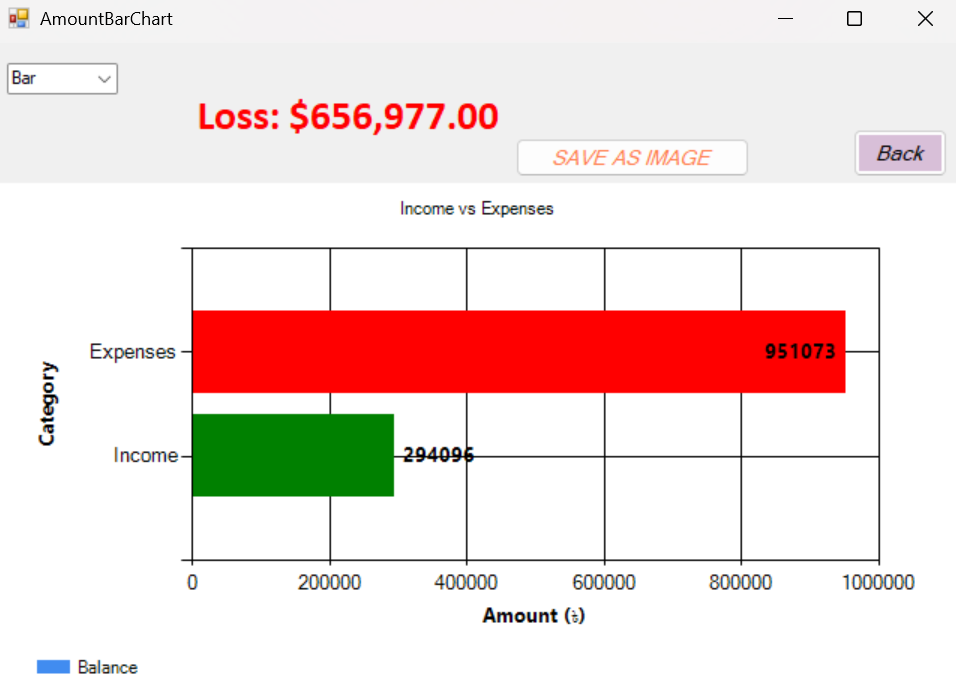 AmountBarChart
Bar
Loss: $656,977.00
SAVE AS IMAGE
Back
Income vs Expenses
Category
Expenses
951073
Income
294096
0 200000 400000 600000 800000 1000000
Amount (৳)
Balance